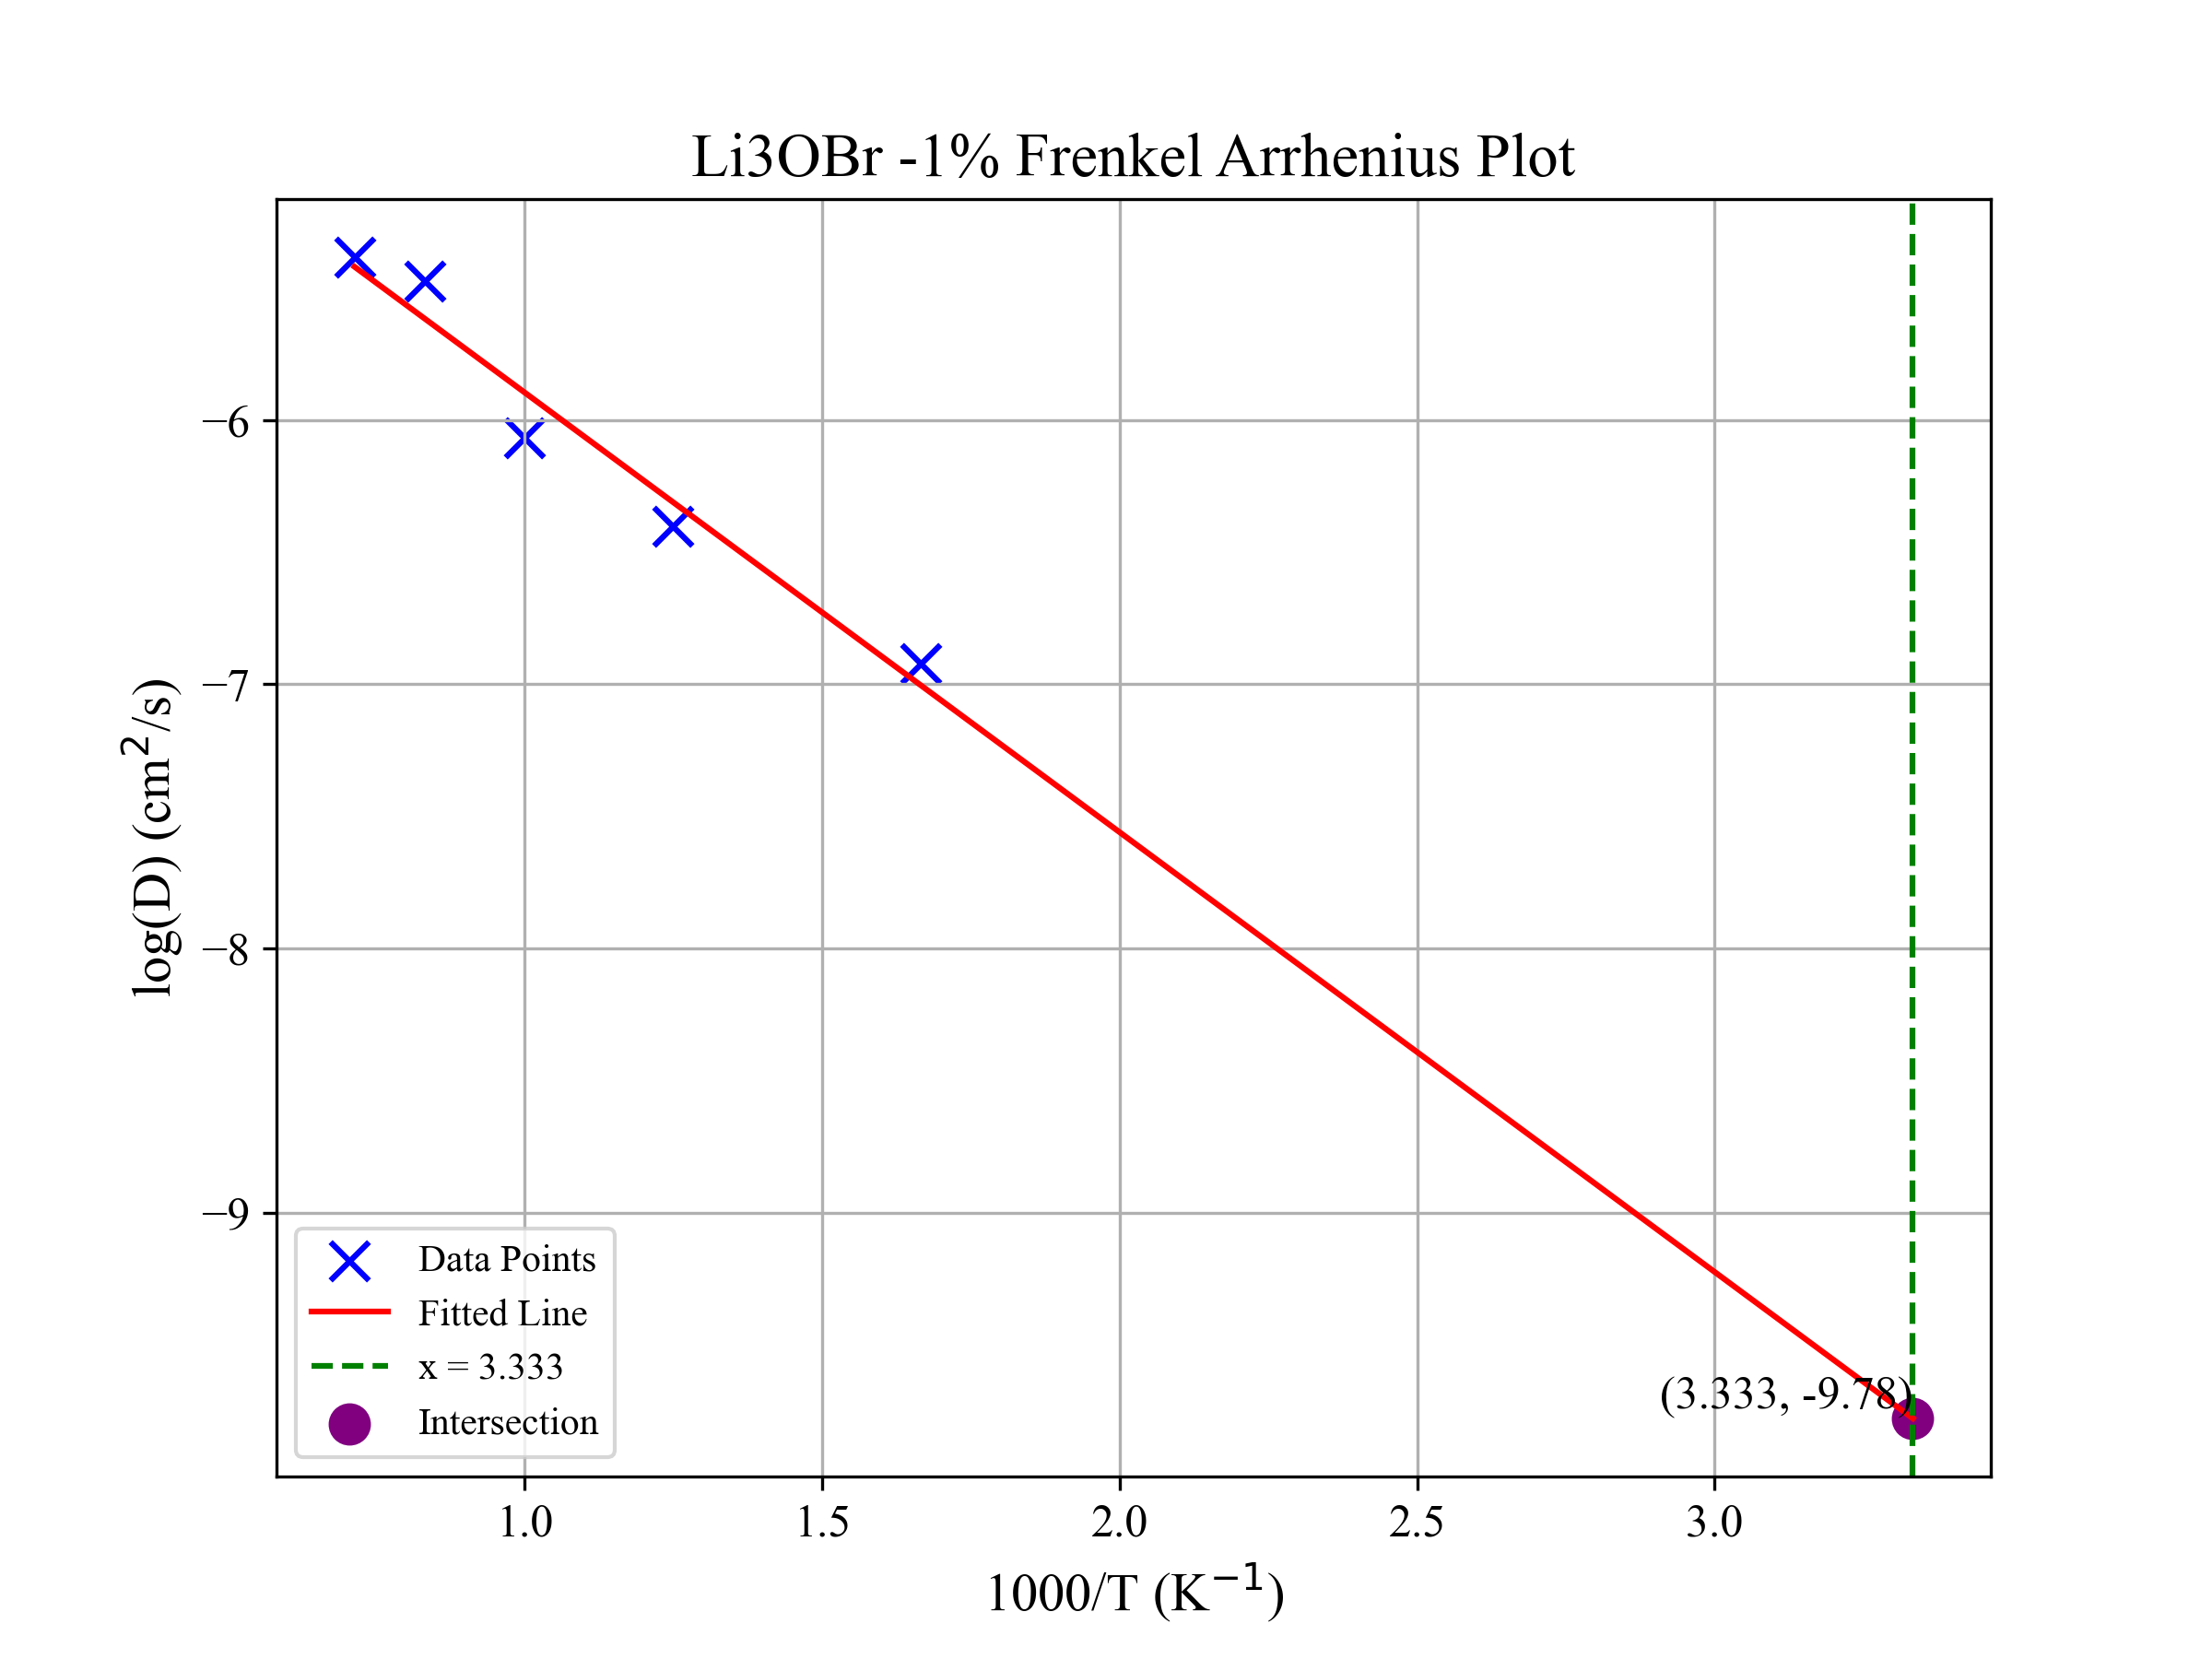 Li3OBr -1% Frenkel Arrhenius Plot
log(D) (cm²/s)
−6
−7
−8
−9
Data Points
Fitted Line
x = 3.333
Intersection
(3.333, -9.78)
1.0 1.5 2.0 2.5 3.0
1000/T (K⁻¹)